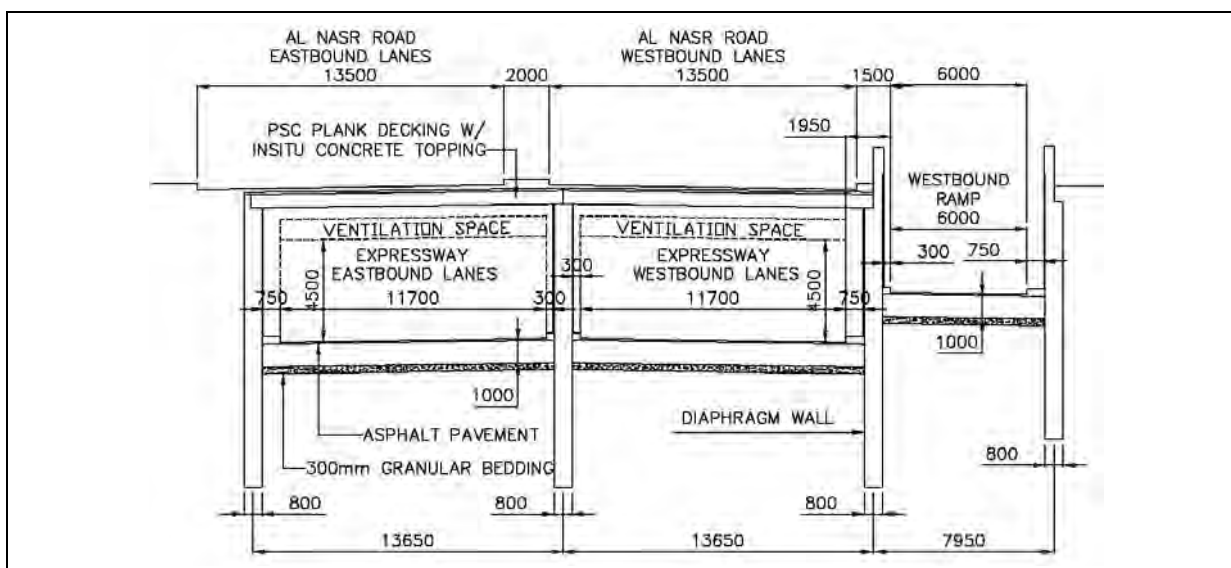 AL NASR ROAD
EASTBOUND LANES
13500
2000
AL NASR ROAD
WESTBOUND LANES
13500
1500
6000
1950
PSC PLANK DECKING W/
INSITU CONCRETE TOPPING
WESTBOUND
RAMP
6000
VENTILATION SPACE
VENTILATION SPACE
EXPRESSWAY
EASTBOUND LANES
300
EXPRESSWAY
WESTBOUND LANES
300
750
750
4500
11700
300
11700
4500
750
1000
1000
ASPHALT PAVEMENT
DIAPHRAGM WALL
300mm GRANULAR BEDDING
800
800
800
800
13650
13650
7950